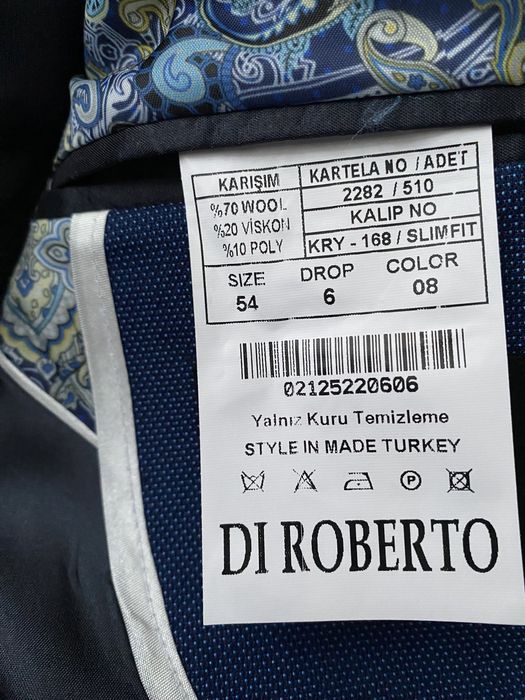 KARIŞIM
%70 WOOL
%20 VİSKON
%10 POLY
KARTELA NO / ADET
2282 / 510
KALIP NO
KRY - 168 / SLIMFIT
SIZE DROP COLOR
54 6 08
02125220606
Yalnız Kuru Temizleme
STYLE IN MADE TURKEY
P
DI ROBERTO